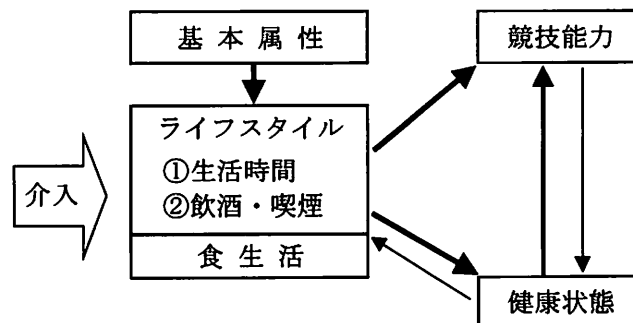 基本属性
競技能力
ライフスタイル
①生活時間
②飲酒・喫煙
介入
食生活
健康状態